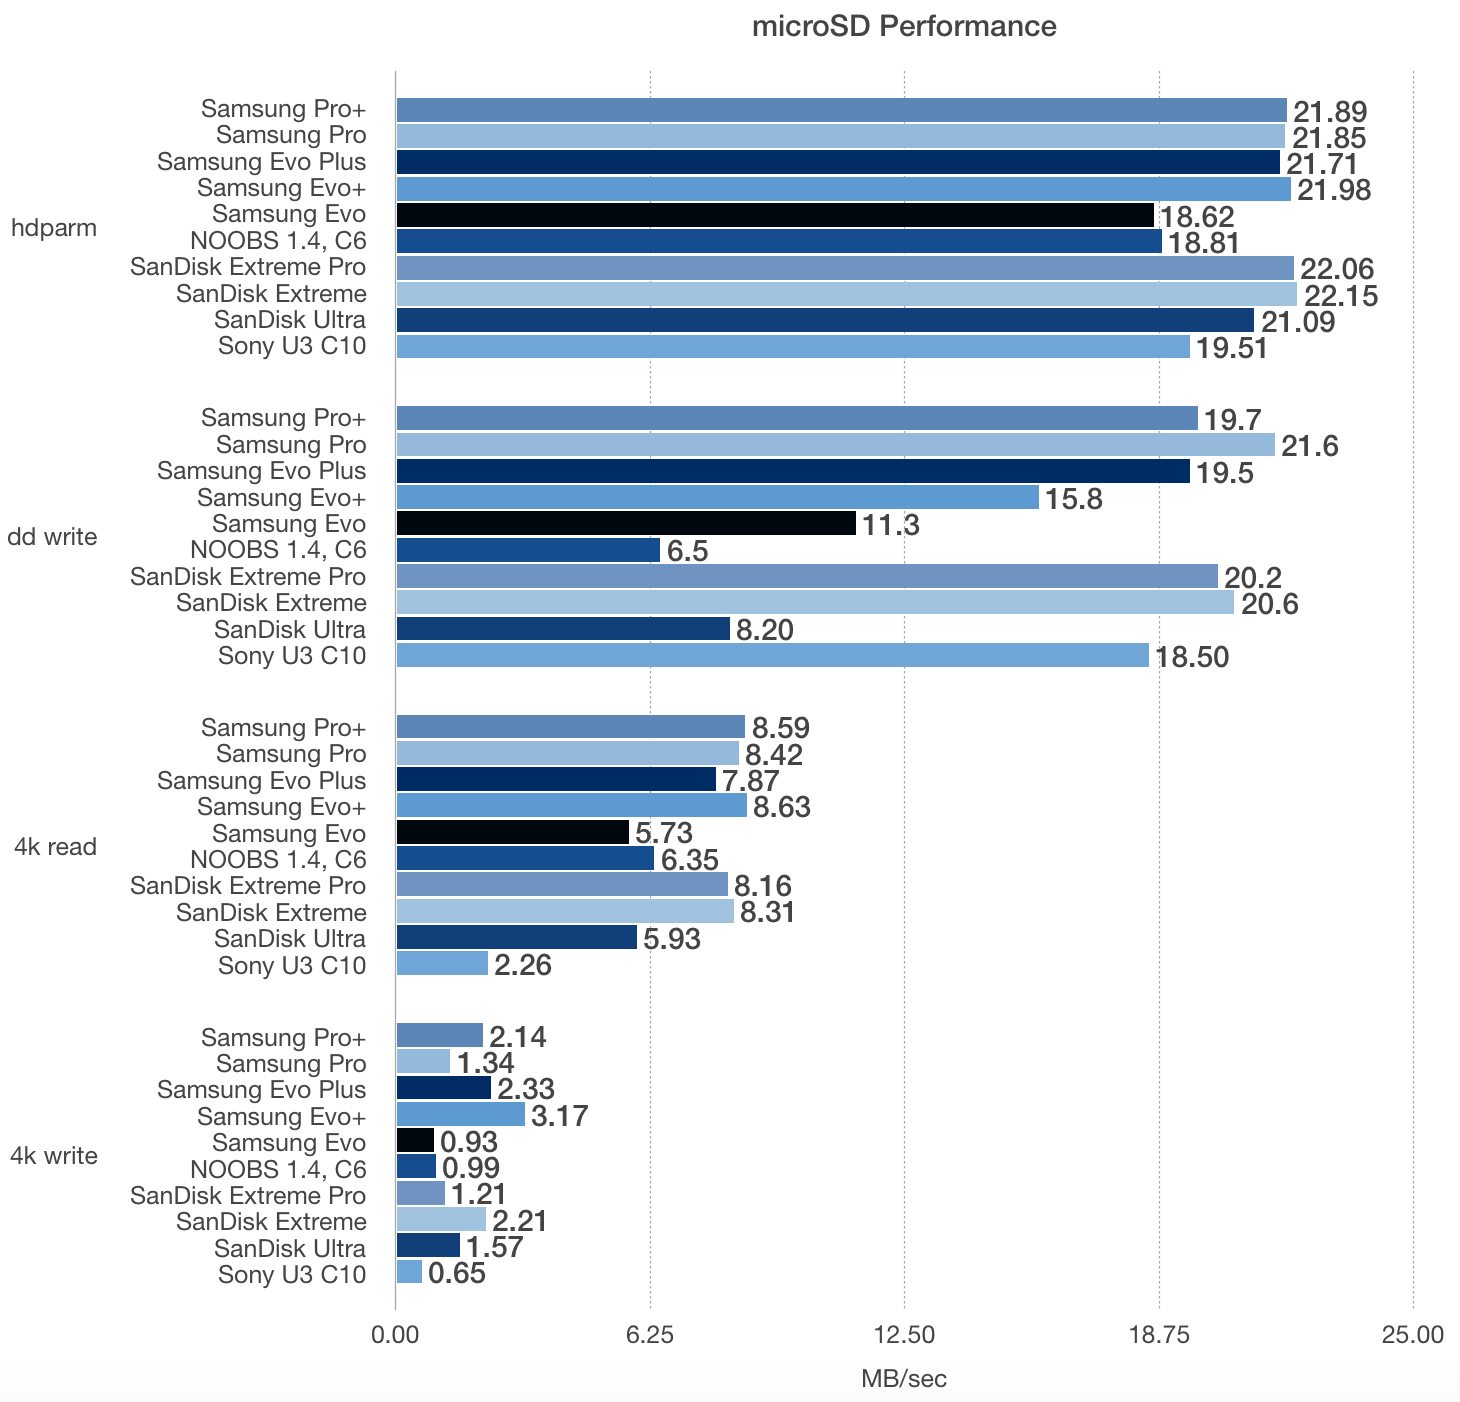 microSD Performance
hdparm
Samsung Pro+ 21.89
Samsung Pro 21.85
Samsung Evo Plus 21.71
Samsung Evo+ 21.98
Samsung Evo 18.62
NOOBS 1.4, C6 18.81
SanDisk Extreme Pro 22.06
SanDisk Extreme 22.15
SanDisk Ultra 21.09
Sony U3 C10 19.51
dd write
Samsung Pro+ 19.7
Samsung Pro 21.6
Samsung Evo Plus 19.5
Samsung Evo+ 15.8
Samsung Evo 11.3
NOOBS 1.4, C6 6.5
SanDisk Extreme Pro 20.2
SanDisk Extreme 20.6
SanDisk Ultra 8.20
Sony U3 C10 18.50
4k read
Samsung Pro+ 8.59
Samsung Pro 8.42
Samsung Evo Plus 7.87
Samsung Evo+ 8.63
Samsung Evo 5.73
NOOBS 1.4, C6 6.35
SanDisk Extreme Pro 8.16
SanDisk Extreme 8.31
SanDisk Ultra 5.93
Sony U3 C10 2.26
4k write
Samsung Pro+ 2.14
Samsung Pro 1.34
Samsung Evo Plus 2.33
Samsung Evo+ 3.17
Samsung Evo 0.93
NOOBS 1.4, C6 0.99
SanDisk Extreme Pro 1.21
SanDisk Extreme 2.21
SanDisk Ultra 1.57
Sony U3 C10 0.65
0.00 6.25 12.50 18.75 25.00
MB/sec